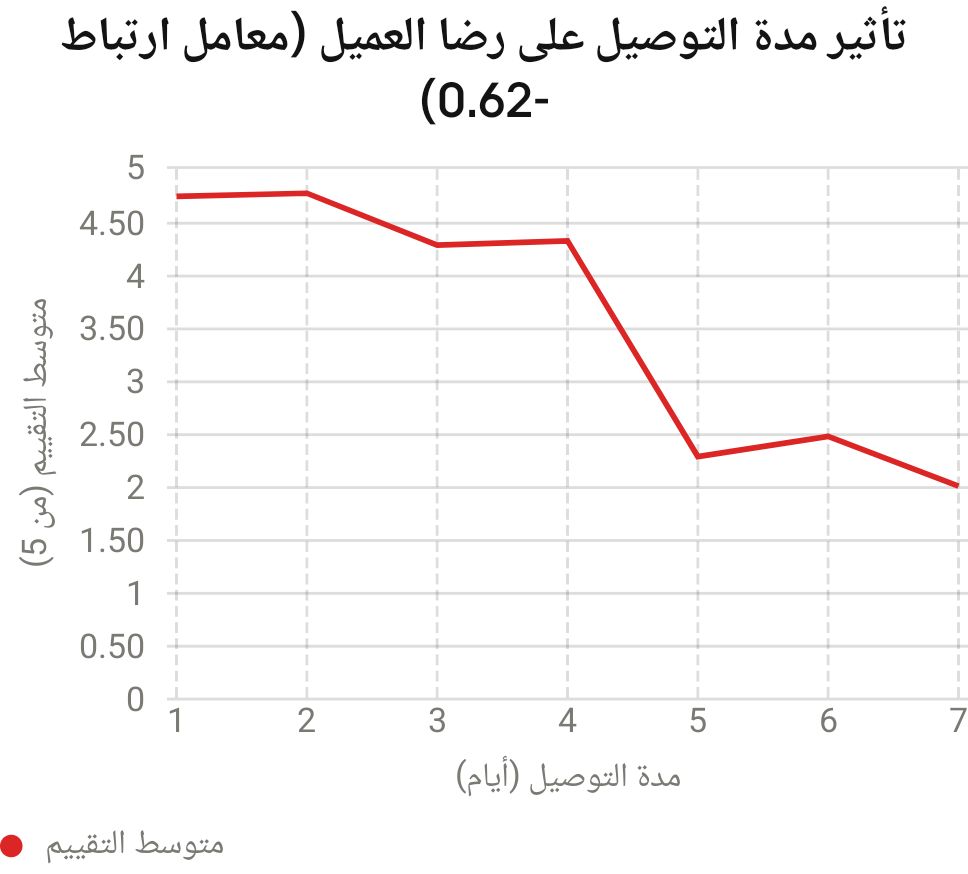 تأثير مدة التوصيل على رضا العميل (معامل ارتباط
-0.62)
5
4.50
4
3.50
3
2.50
2
1.50
1
0.50
0
متوسط التقييم (من 5)
1 2 3 4 5 6 7
مدة التوصيل (أيام)
متوسط التقييم